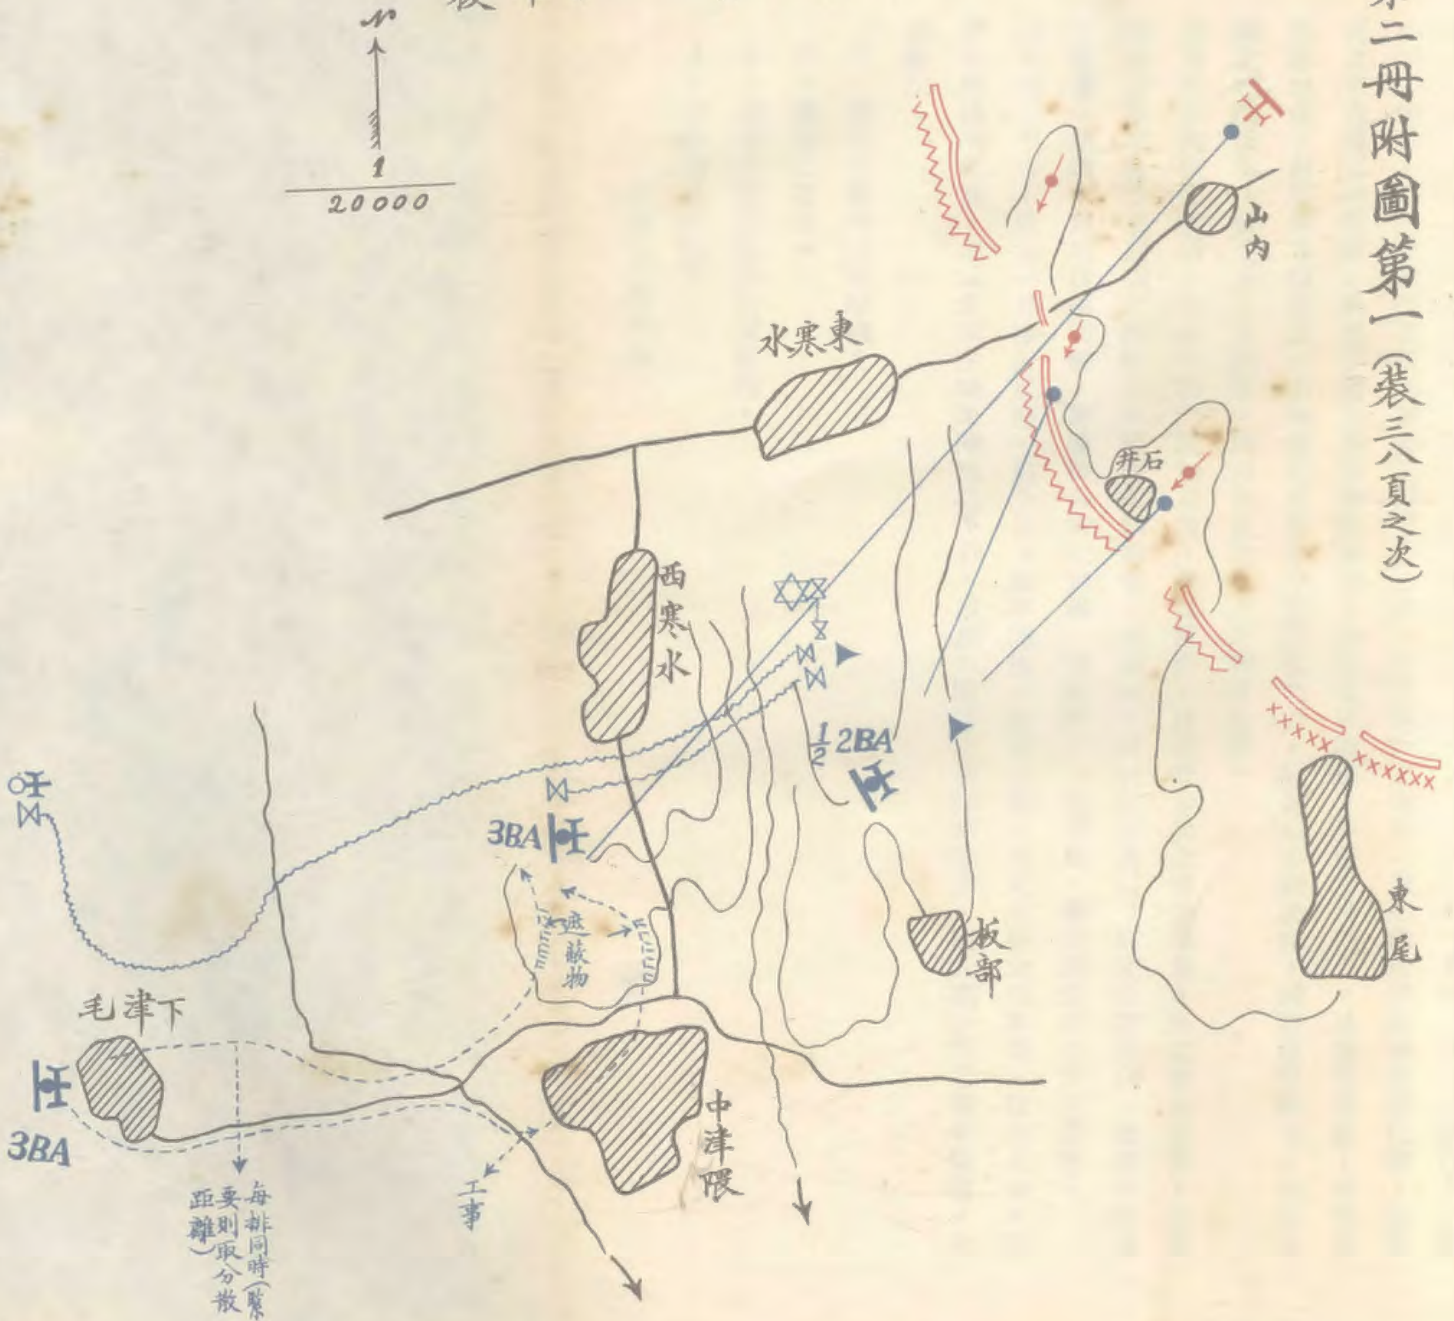 二冊附圖第一(裝三八頁之次)
N
1
20000
山内
水寒東
井石
西寒水
1/2 2BA
3BA
遮蔽物
板部
東尾
毛津下
3BA
中津隈
工事
每排同時(緊
要則取分散
距離)